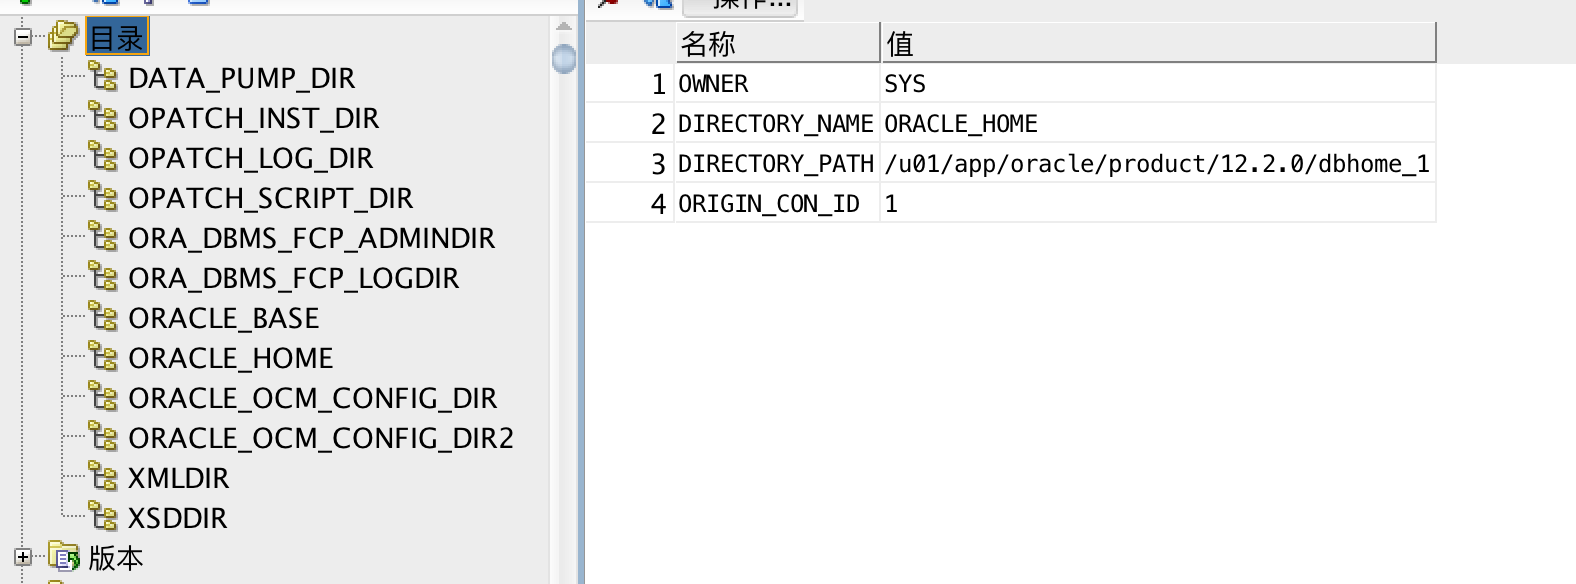 操作...
目录
DATA_PUMP_DIR
OPATCH_INST_DIR
OPATCH_LOG_DIR
OPATCH_SCRIPT_DIR
ORA_DBMS_FCP_ADMINDIR
ORA_DBMS_FCP_LOGDIR
ORACLE_BASE
ORACLE_HOME
ORACLE_OCM_CONFIG_DIR
ORACLE_OCM_CONFIG_DIR2
XMLDIR
XSDDIR
版本
名称 值
1 OWNER SYS
2 DIRECTORY_NAME ORACLE_HOME
3 DIRECTORY_PATH /u01/app/oracle/product/12.2.0/dbhome_1
4 ORIGIN_CON_ID 1